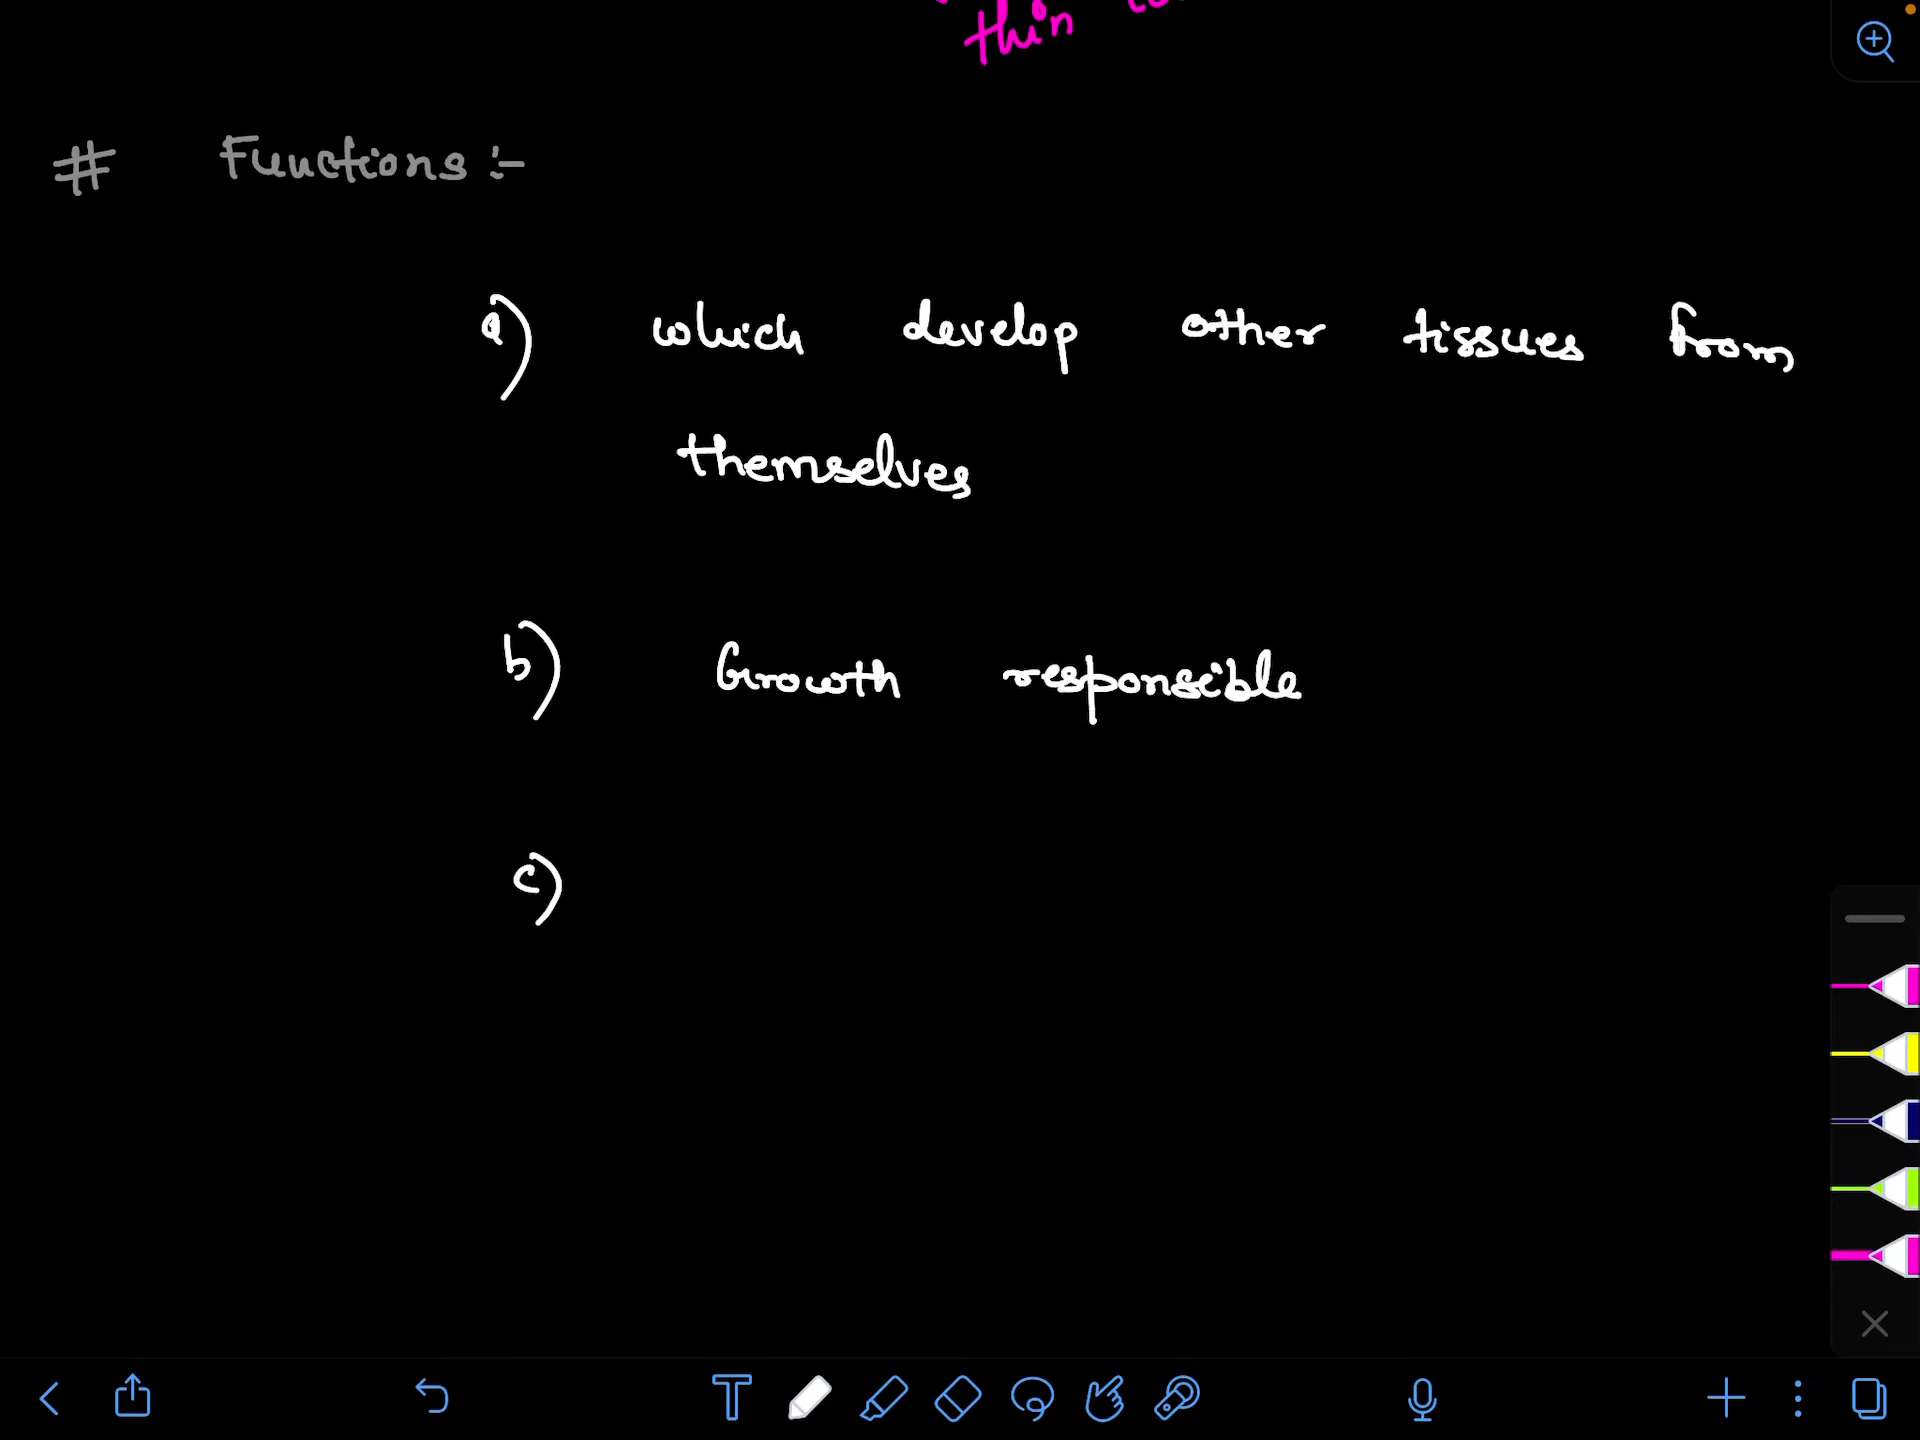 thin
# Functions :-
a) which develop other tissues from
themselves
b) Growth responsible
c)